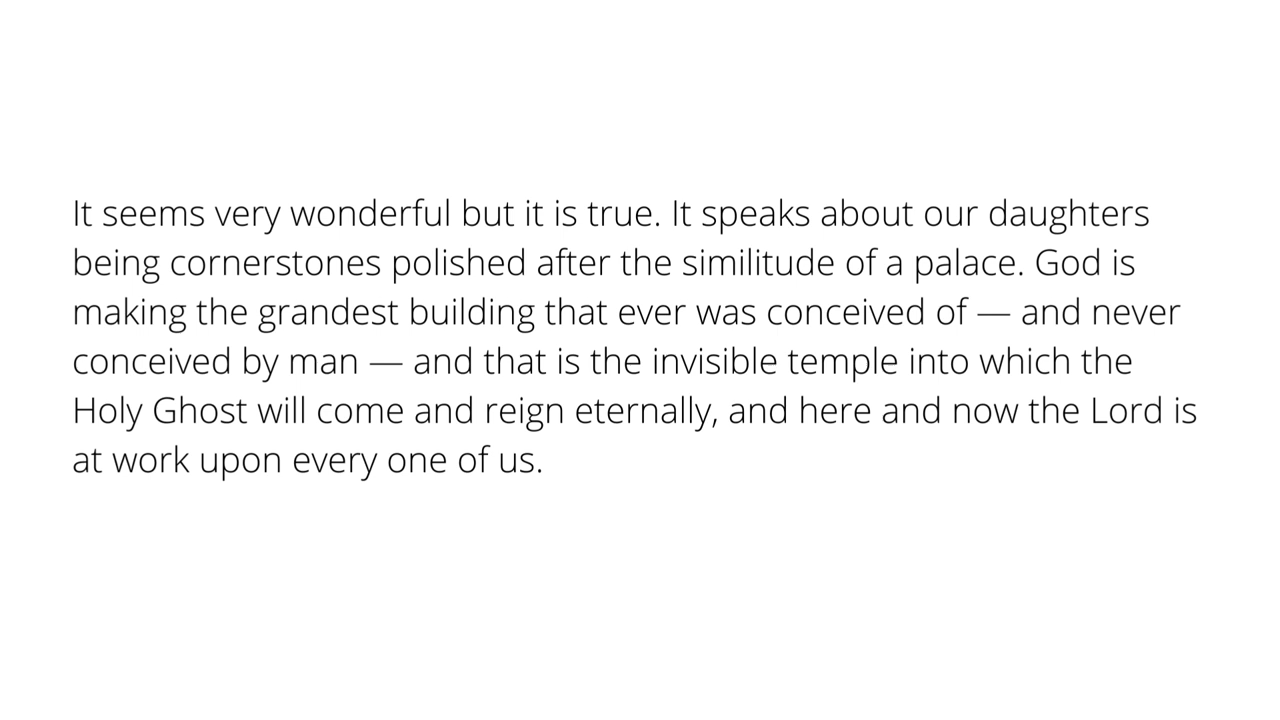 It seems very wonderful but it is true. It speaks about our daughters
being cornerstones polished after the similitude of a palace. God is
making the grandest building that ever was conceived of — and never
conceived by man — and that is the invisible temple into which the
Holy Ghost will come and reign eternally, and here and now the Lord is
at work upon every one of us.